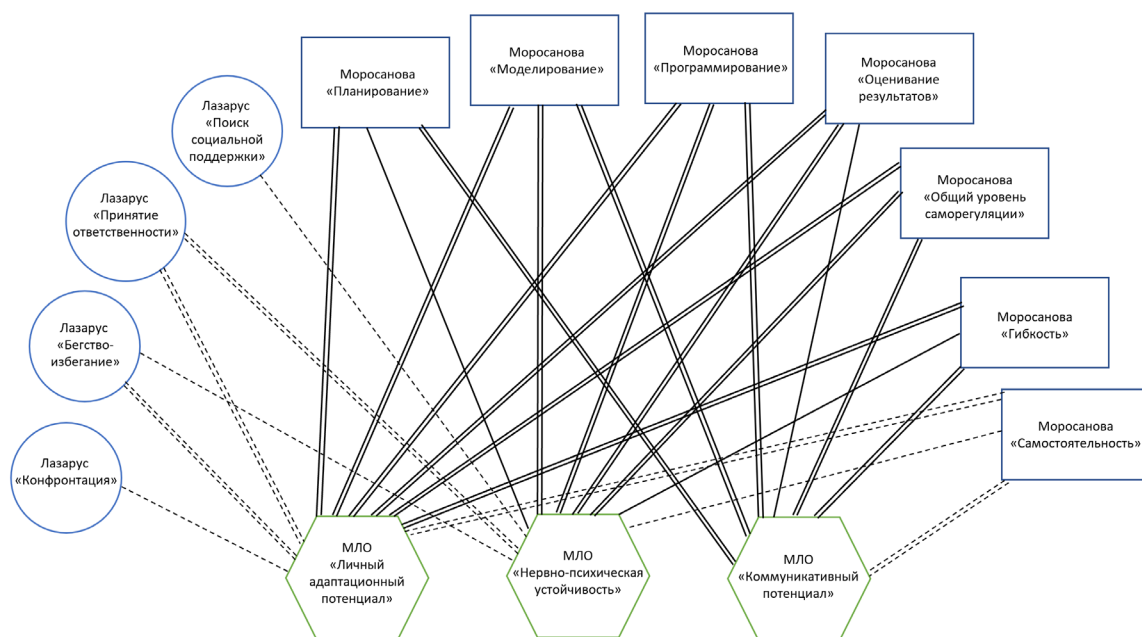 Моросанова
«Планирование»
Моросанова
«Моделирование»
Моросанова
«Программирование»
Моросанова
«Оценивание
результатов»
Лазарус
«Поиск
социальной
поддержки»
Моросанова
«Общий уровень
саморегуляции»
Лазарус
«Принятие
ответственности»
Моросанова
«Гибкость»
Лазарус
«Бегство-
избегание»
Моросанова
«Самостоятельность»
Лазарус
«Конфронтация»
МЛО
«Личный
адаптационный
потенциал»
МЛО
«Нервно-психическая
устойчивость»
МЛО
«Коммуникативный
потенциал»